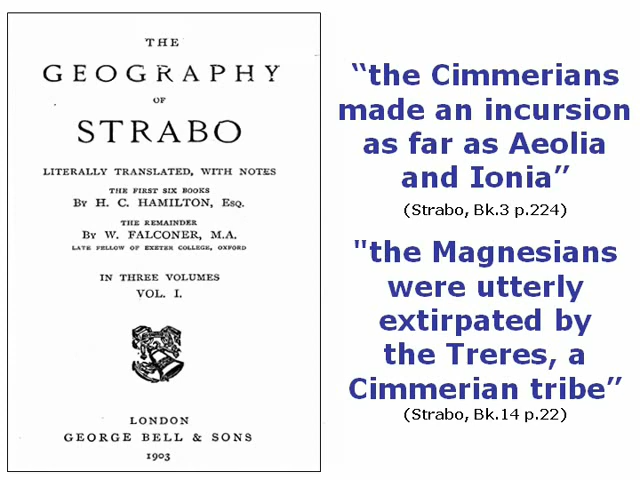 THE
GEOGRAPHY
OF
STRABO
LITERALLY TRANSLATED, WITH NOTES
THE FIRST SIX BOOKS
BY H. C. HAMILTON, ESQ.
THE REMAINDER
BY W. FALCONER, M.A.
LATE FELLOW OF EXETER COLLEGE, OXFORD
IN THREE VOLUMES
VOL. I.
LONDON
GEORGE BELL & SONS
1903
“the Cimmerians
made an incursion
as far as Aeolia
and Ionia”
(Strabo, Bk.3 p.224)
"the Magnesians
were utterly
extirpated by
the Treres, a
Cimmerian tribe”
(Strabo, Bk.14 p.22)